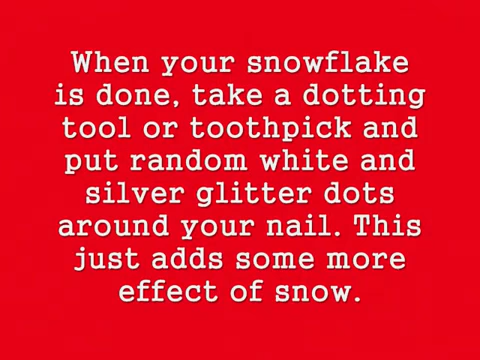 When your snowflake
is done, take a dotting
tool or toothpick and
put random white and
silver glitter dots
around your nail. This
just adds some more
effect of snow.